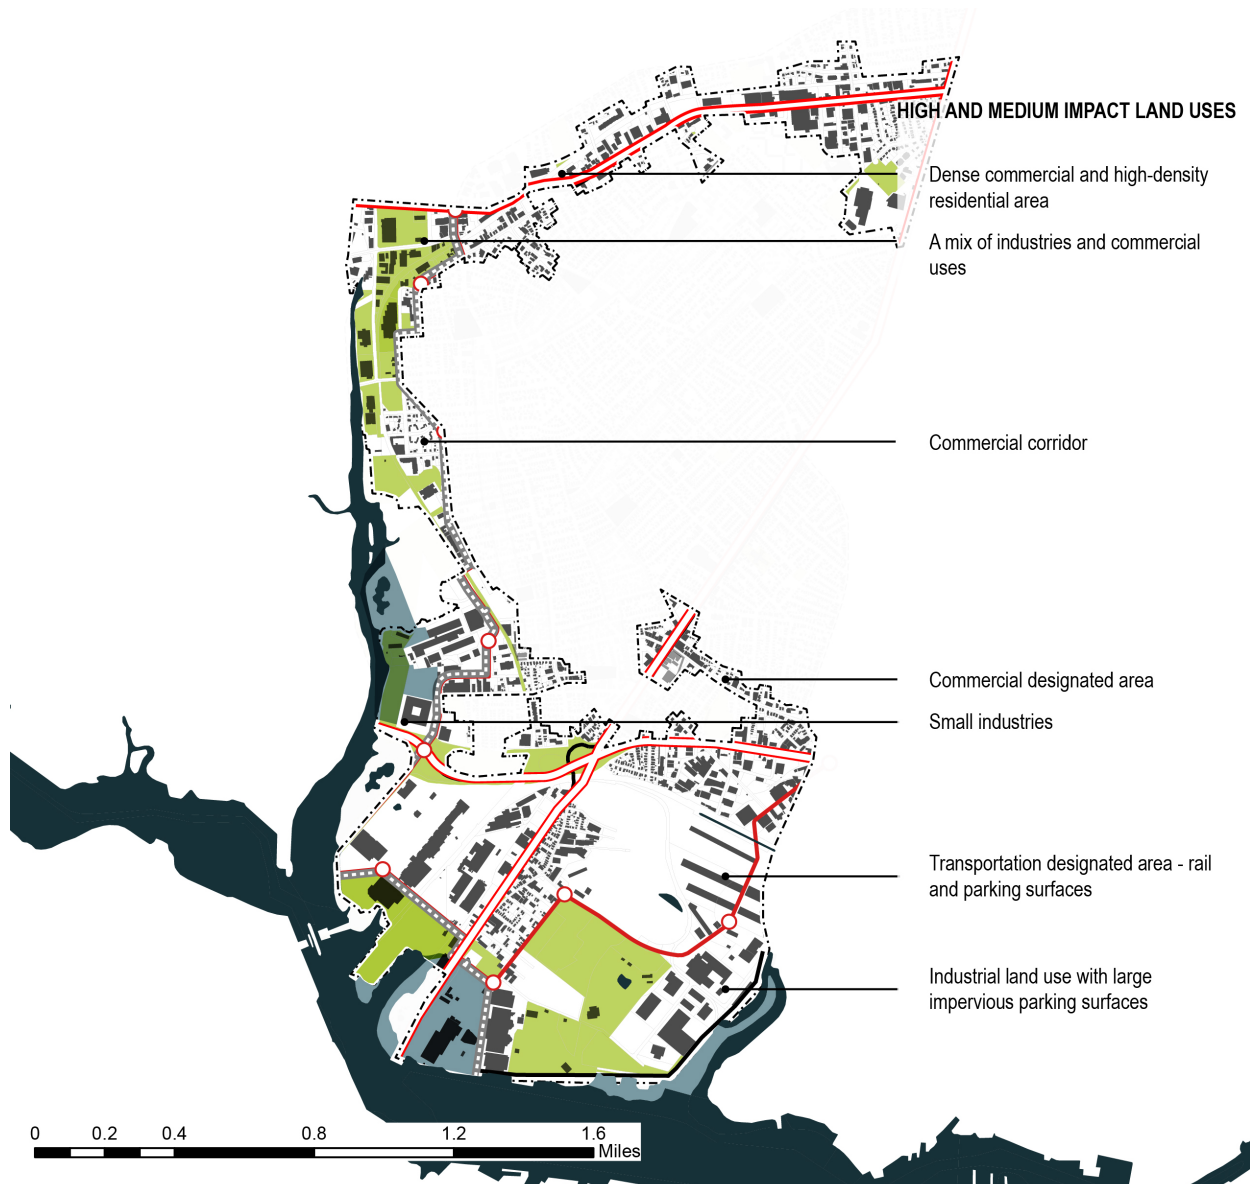 HIGH AND MEDIUM IMPACT LAND USES
Dense commercial and high-density
residential area
A mix of industries and commercial
uses
Commercial corridor
Commercial designated area
Small industries
Transportation designated area - rail
and parking surfaces
Industrial land use with large
impervious parking surfaces
0 0.2 0.4 0.8 1.2 1.6
Miles